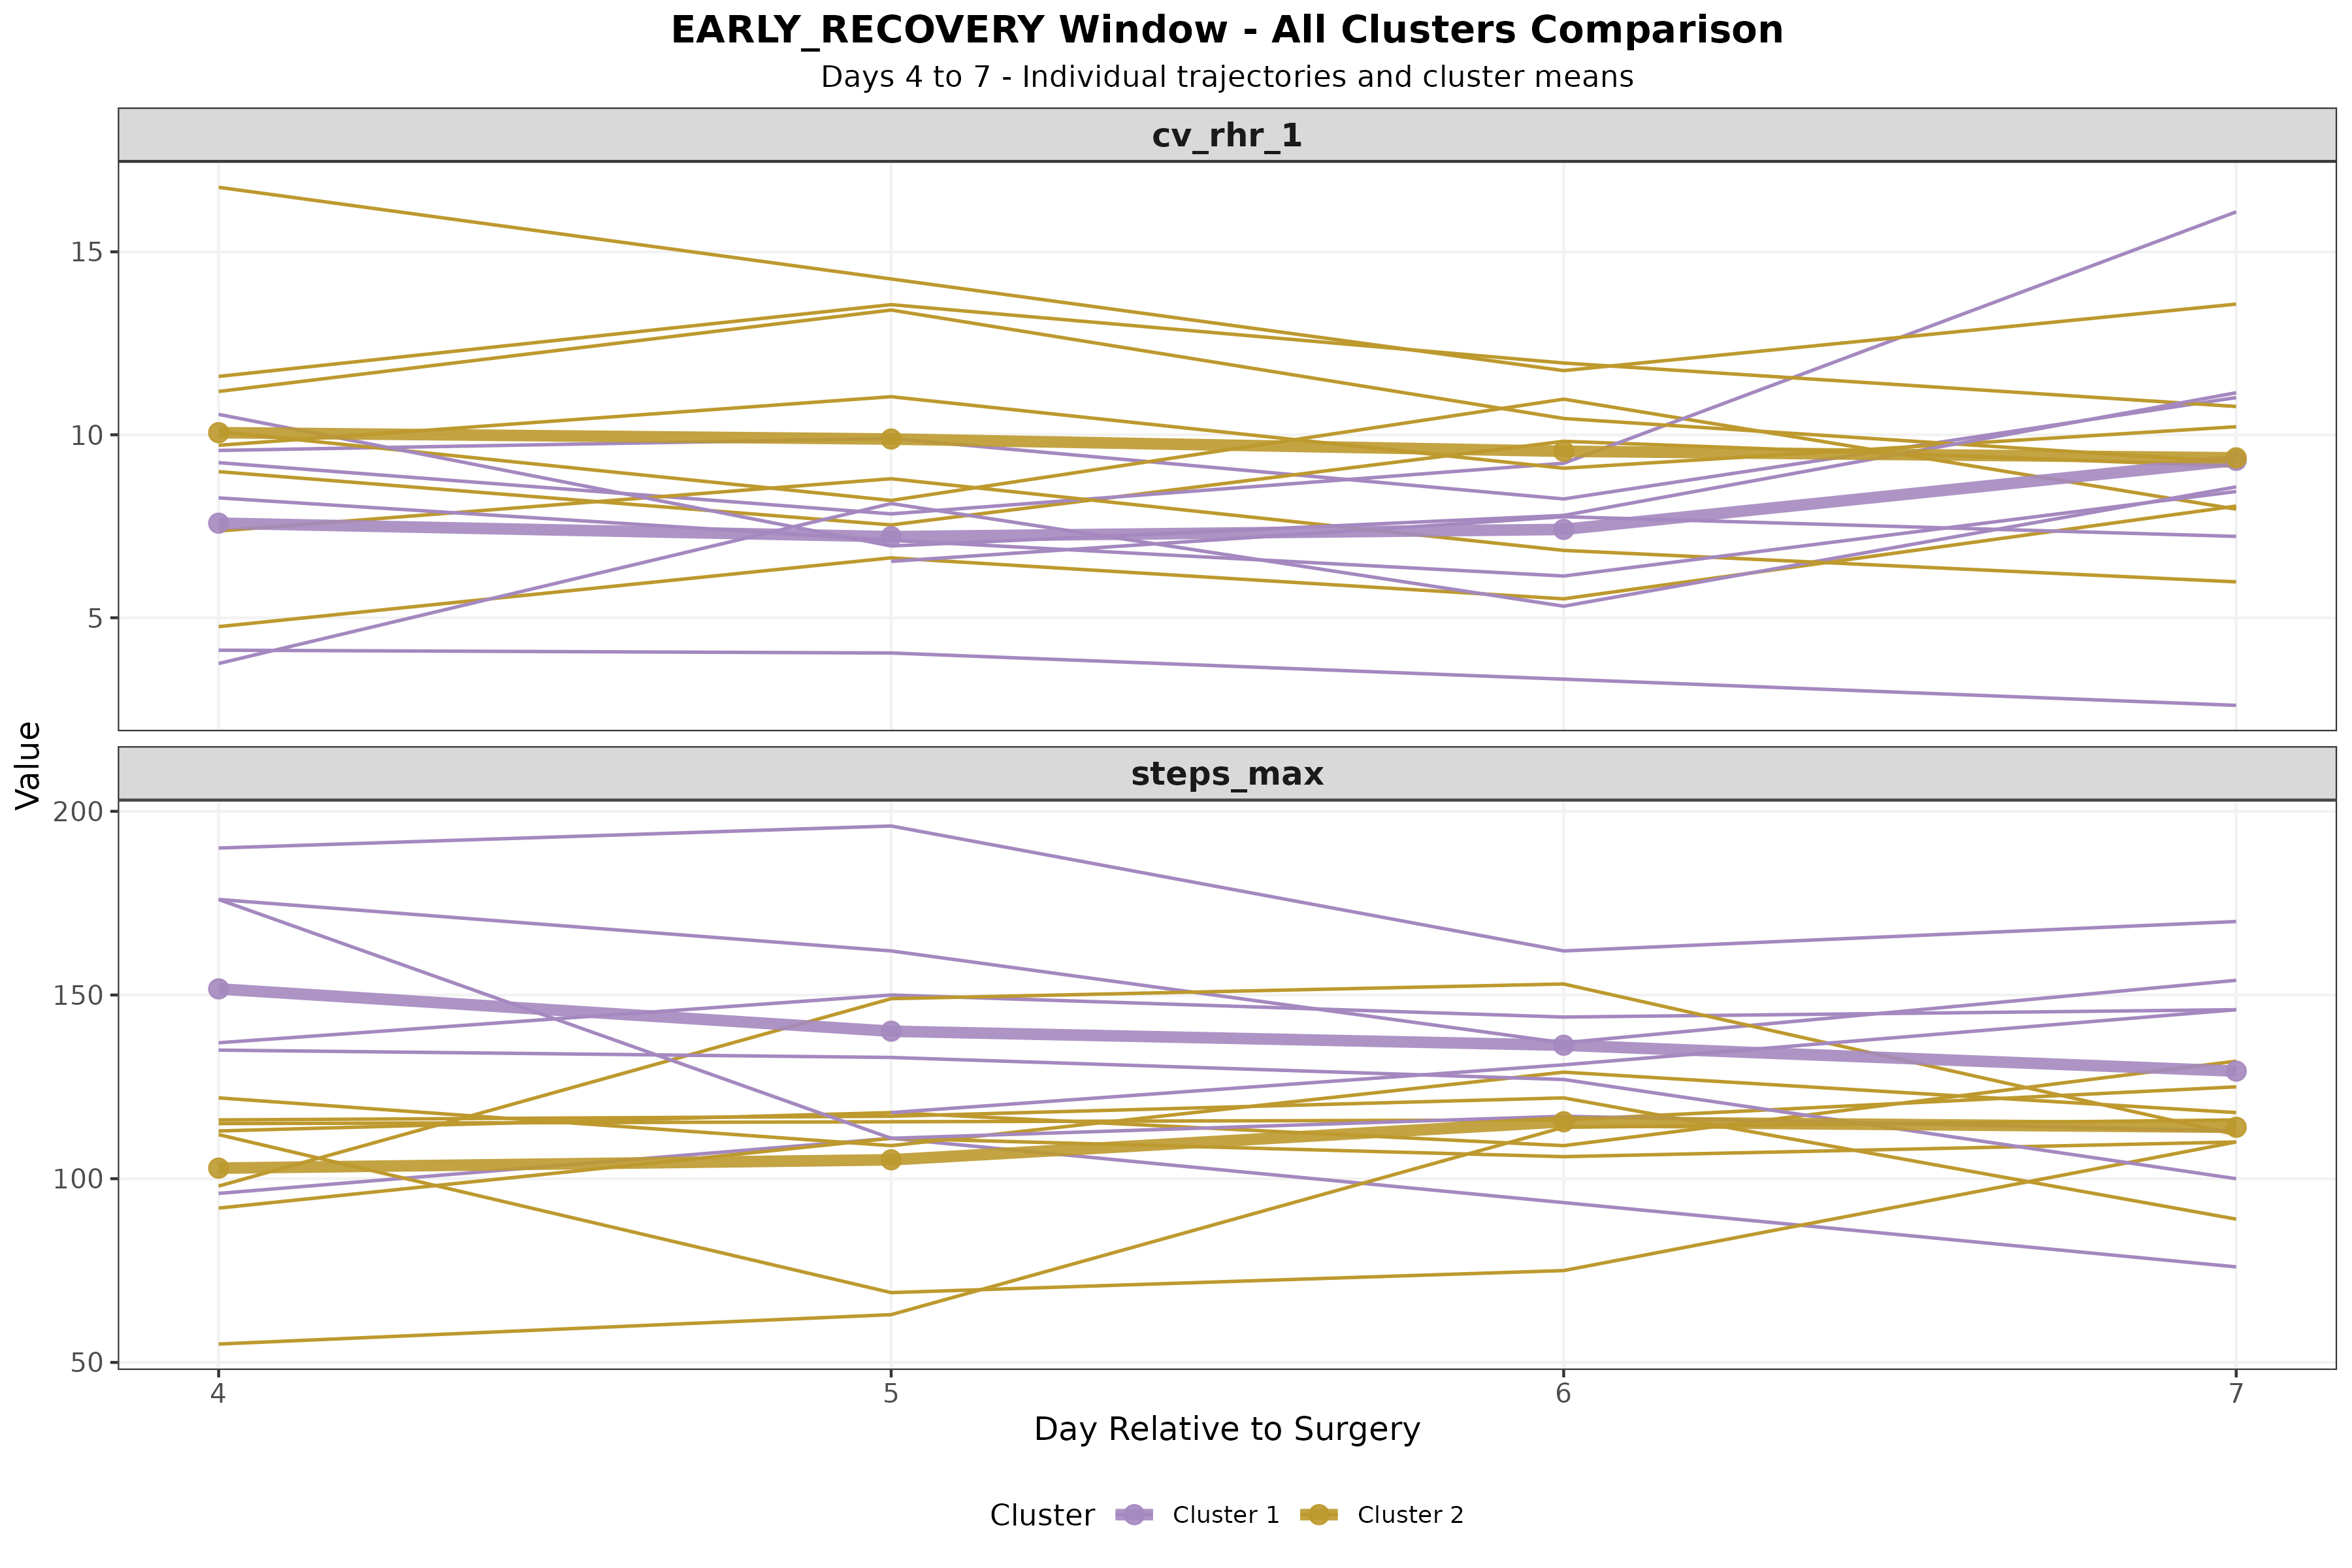 EARLY_RECOVERY Window - All Clusters Comparison
Days 4 to 7 - Individual trajectories and cluster means
cv_rhr_1
15
10
5
Value
steps_max
200
150
100
50
4 5 6 7
Day Relative to Surgery
Cluster Cluster 1 Cluster 2